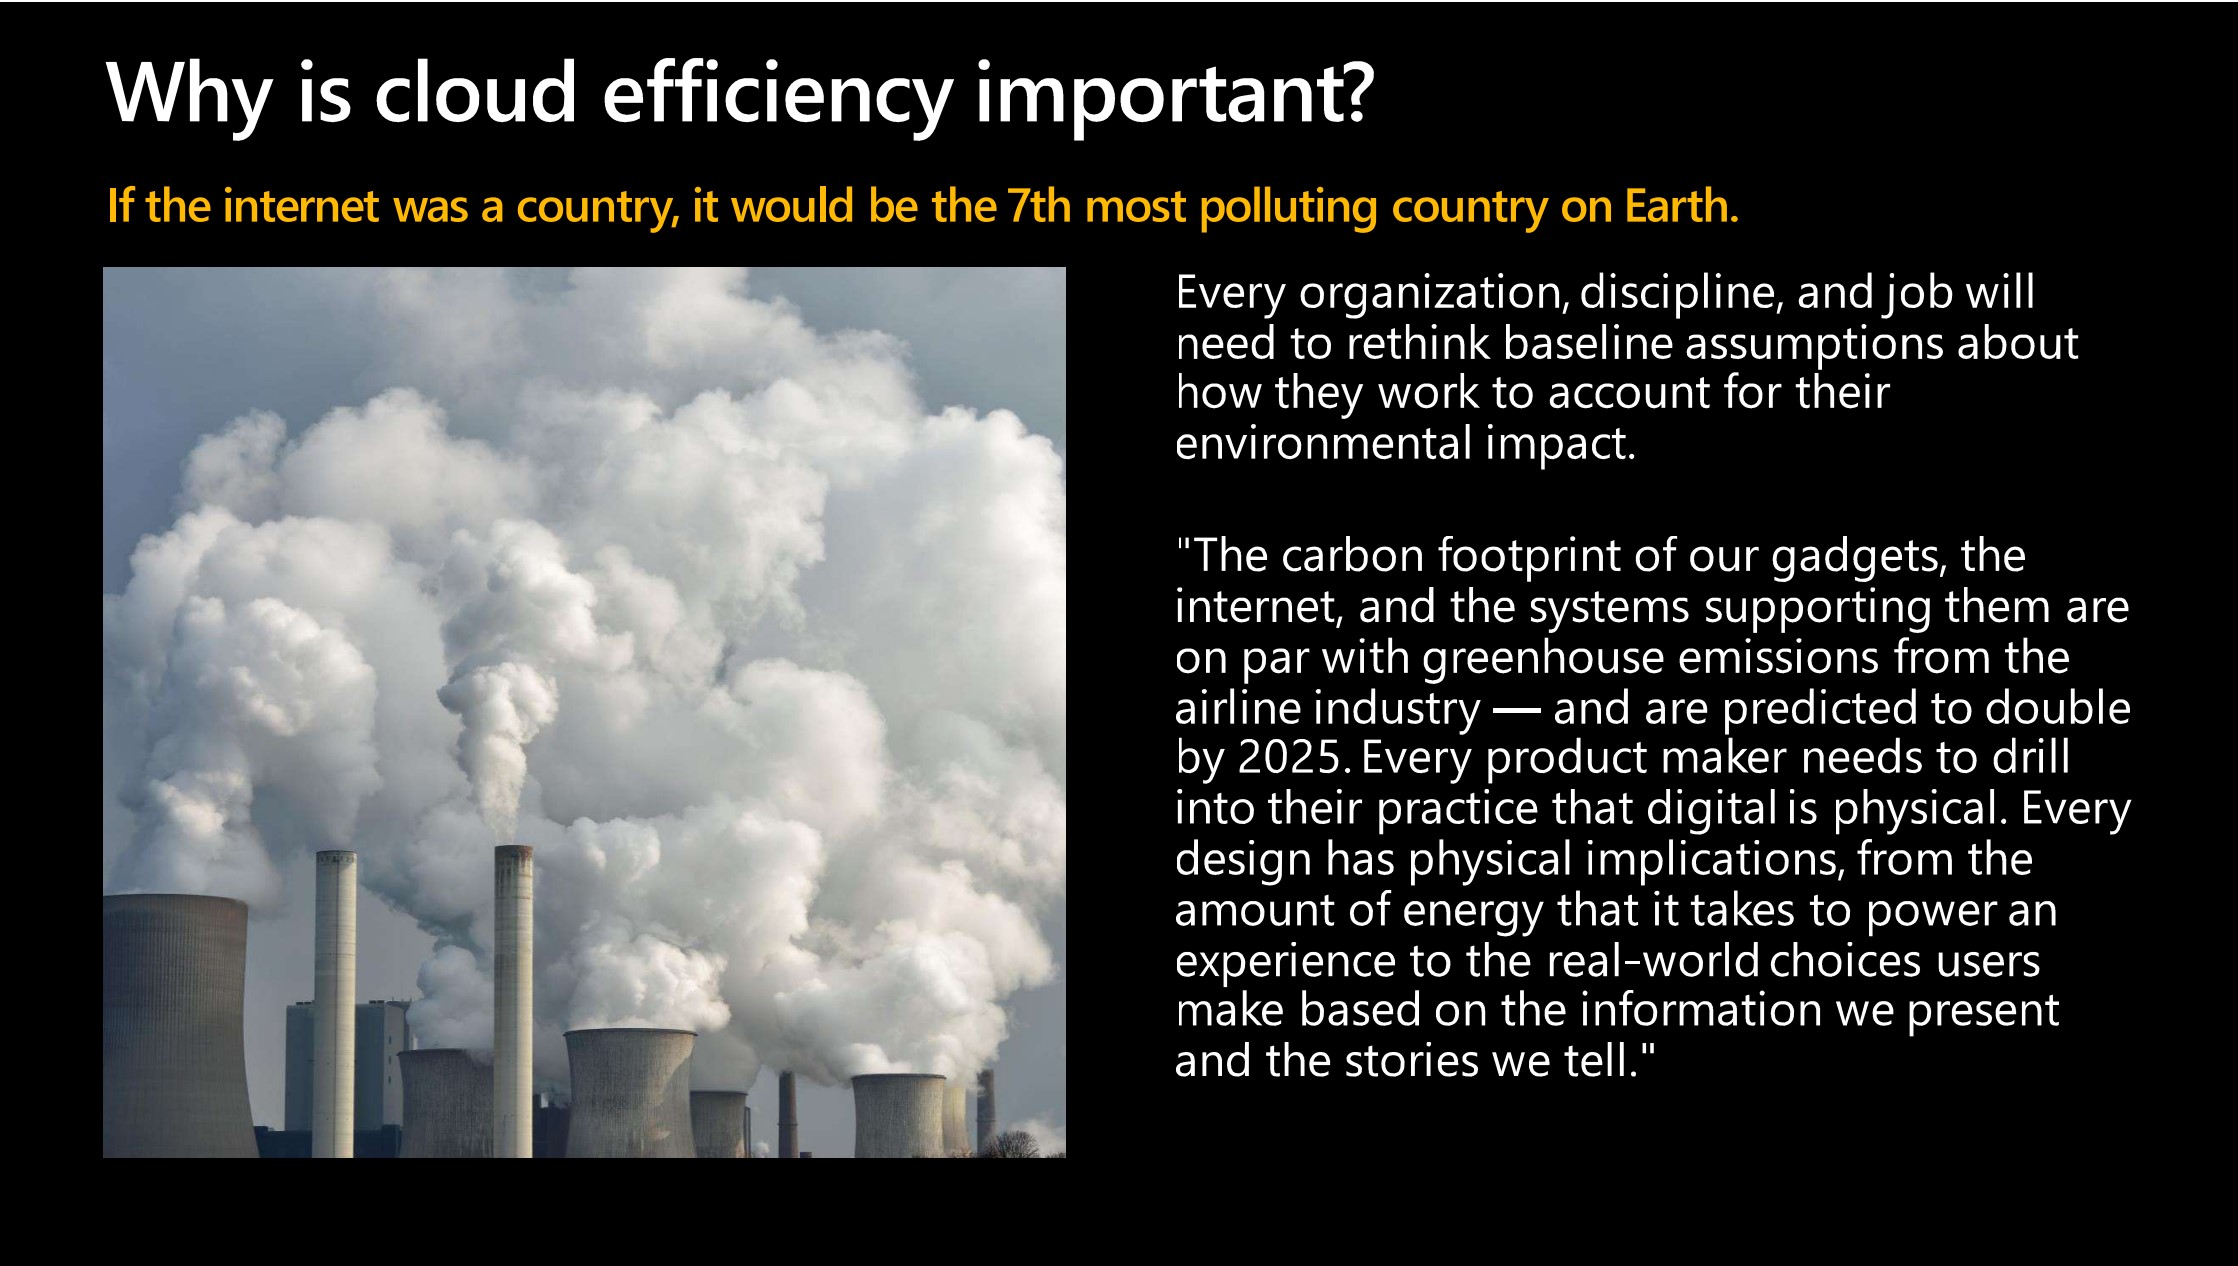 Why is cloud efficiency important?
If the internet was a country, it would be the 7th most polluting country on Earth.
Every organization, discipline, and job will
need to rethink baseline assumptions about
how they work to account for their
environmental impact.
"The carbon footprint of our gadgets, the
internet, and the systems supporting them are
on par with greenhouse emissions from the
airline industry — and are predicted to double
by 2025. Every product maker needs to drill
into their practice that digital is physical. Every
design has physical implications, from the
amount of energy that it takes to power an
experience to the real-world choices users
make based on the information we present
and the stories we tell."